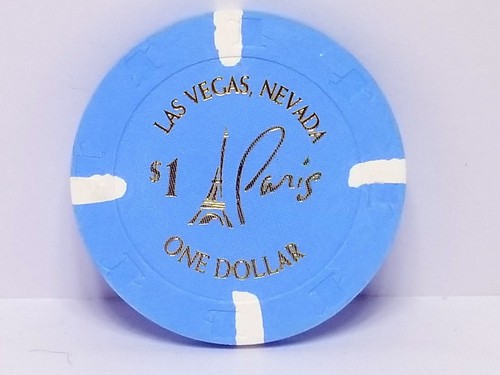 LAS VEGAS, NEVADA
$1 Paris
ONE DOLLAR